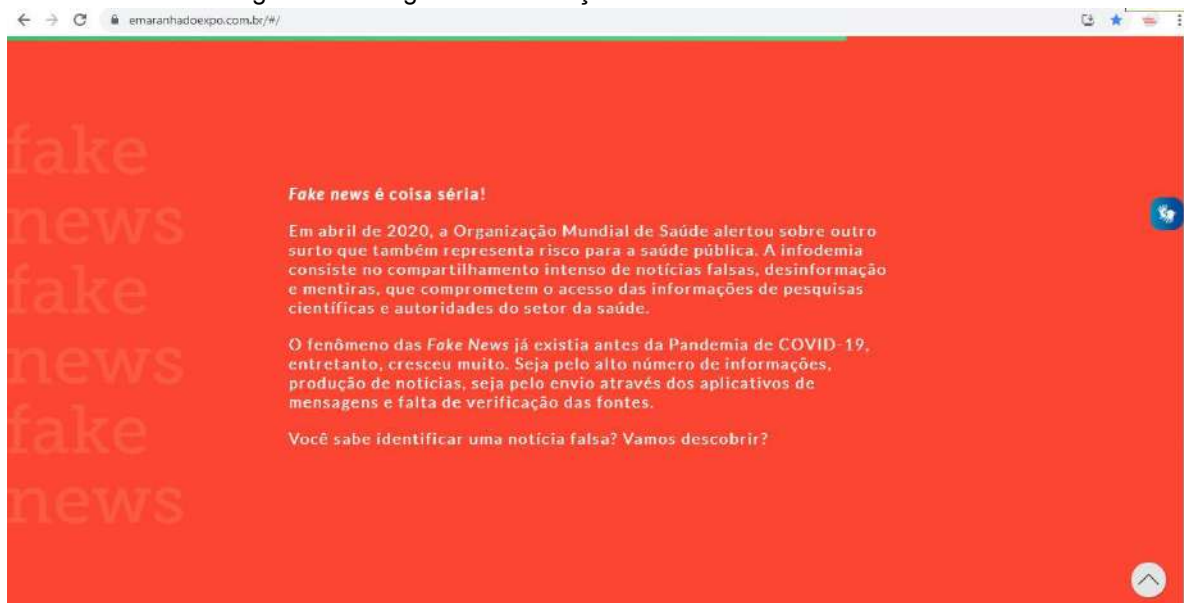 emaranhadoexpo.com.br/#/
fake
news
fake
news
fake
news
Fake news é coisa séria!
Em abril de 2020, a Organização Mundial de Saúde alertou sobre outro
surto que também representa risco para a saúde pública. A infodemia
consiste no compartilhamento intenso de notícias falsas, desinformação
e mentiras, que comprometem o acesso das informações de pesquisas
científicas e autoridades do setor da saúde.
O fenômeno das Fake News já existia antes da Pandemia de COVID-19,
entretanto, cresceu muito. Seja pelo alto número de informações,
produção de notícias, seja pelo envio através dos aplicativos de
mensagens e falta de verificação das fontes.
Você sabe identificar uma notícia falsa? Vamos descobrir?